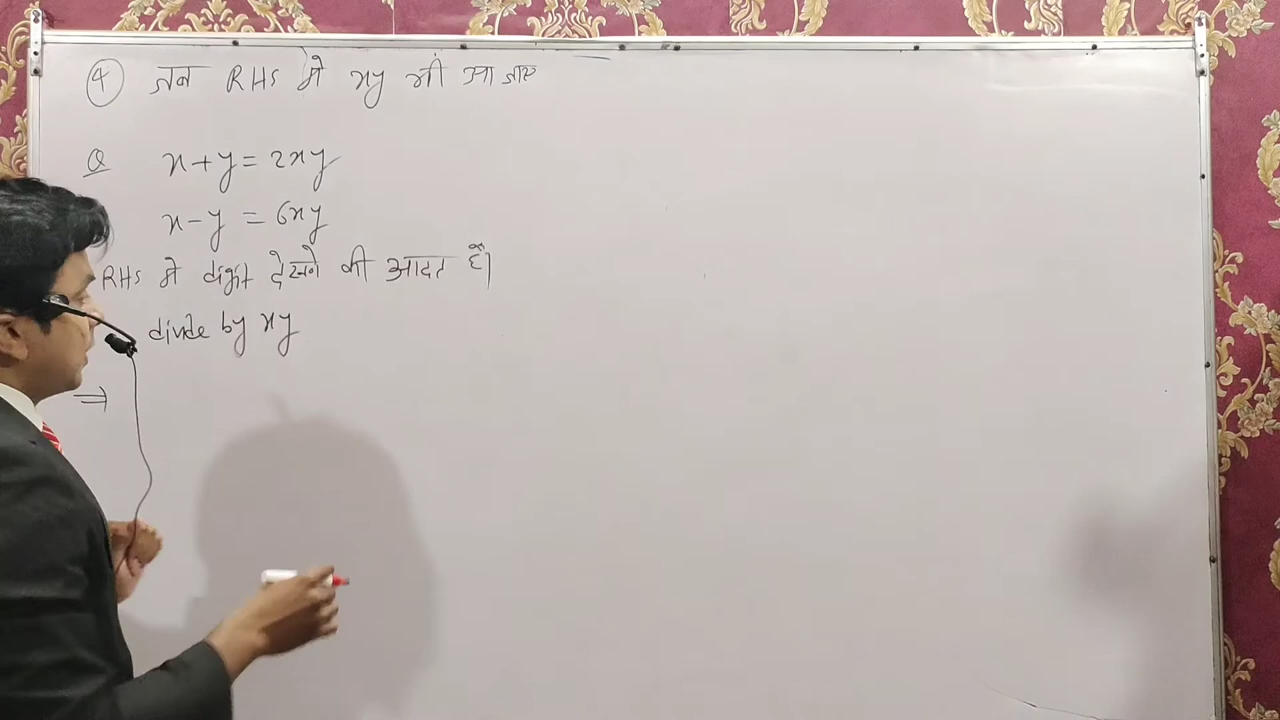 ④ जब RHS मे xy भी आ जाए
Q x+y = 2xy
x-y = 6xy
RHS मे digit देखने की आदत है।
divide by xy
⇒